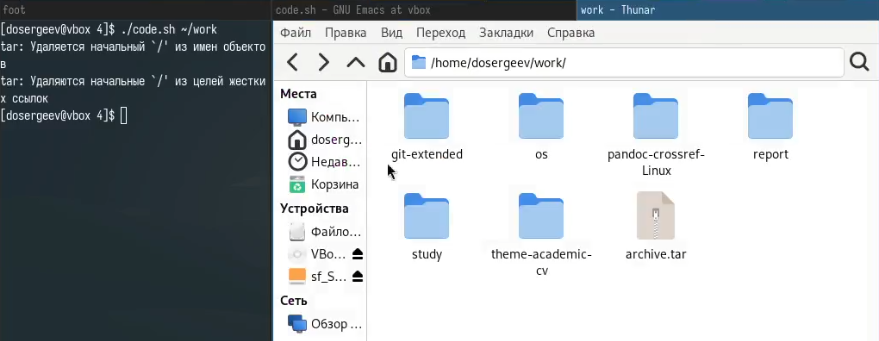 foot
code.sh - GNU Emacs at vbox
work - Thunar
[dosergeev@vbox 4]$ ./code.sh ~/work
tar: Удаляется начальный `/' из имен объекто
в
tar: Удаляются начальные `/' из целей жестки
х ссылок
[dosergeev@vbox 4]$
Файл Правка Вид Переход Закладки Справка
/home/dosergeev/work/
Места
Компь...
doserg...
Недав...
Корзина
Устройства
Файло...
VBo...
sf_S...
Сеть
Обзор ...
git-extended
os
pandoc-crossref-
Linux
report
study
theme-academic-
cv
archive.tar